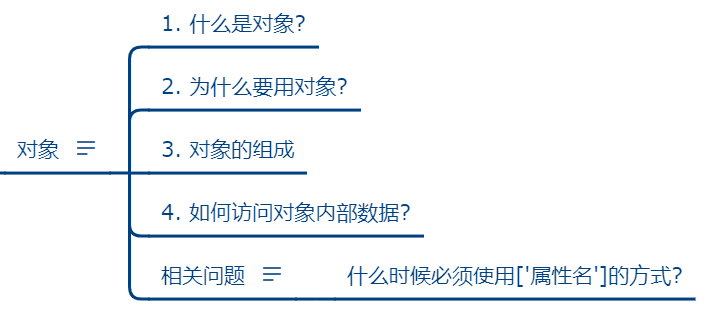 1. 什么是对象?
2. 为什么要用对象?
对象
3. 对象的组成
4. 如何访问对象内部数据?
相关问题
什么时候必须使用['属性名']的方式?